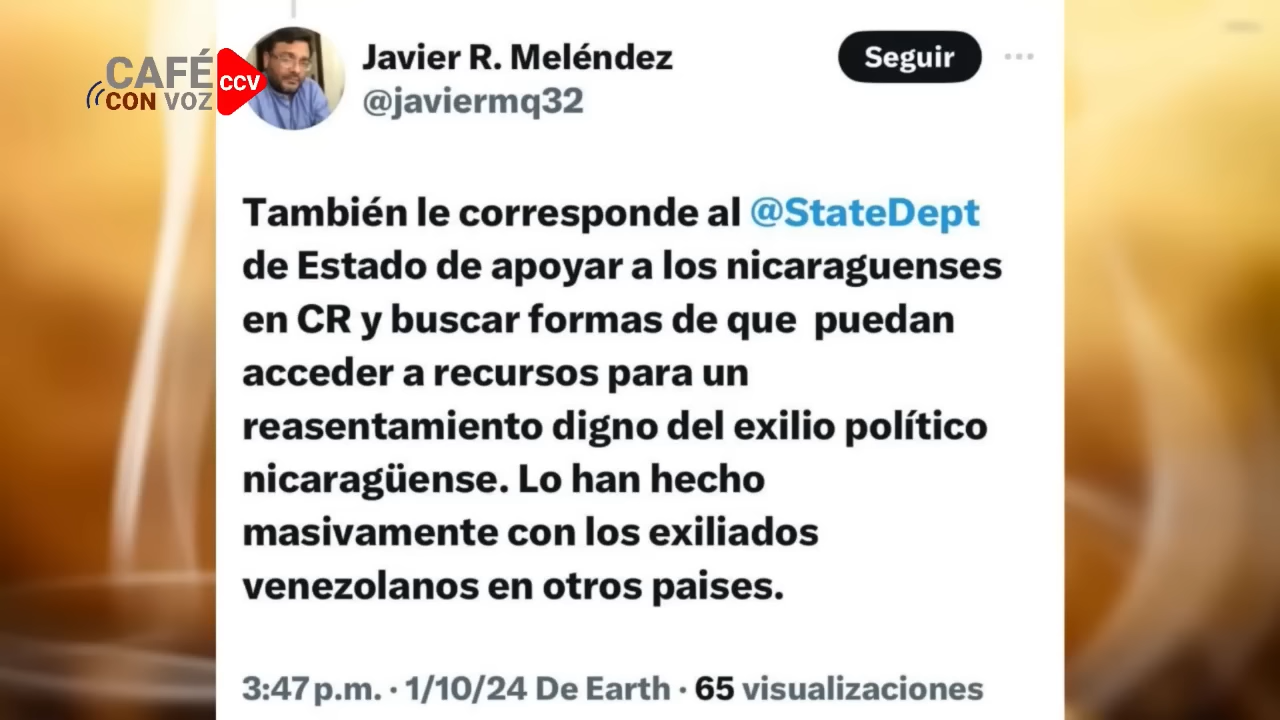 CAFÉ
CON VOZ
CCV
Javier R. Meléndez
@javiermq32
Seguir
También le corresponde al @StateDept
de Estado de apoyar a los nicaraguenses
en CR y buscar formas de que puedan
acceder a recursos para un
reasentamiento digno del exilio político
nicaragüense. Lo han hecho
masivamente con los exiliados
venezolanos en otros paises.
3:47 p.m. · 1/10/24 De Earth · 65 visualizaciones